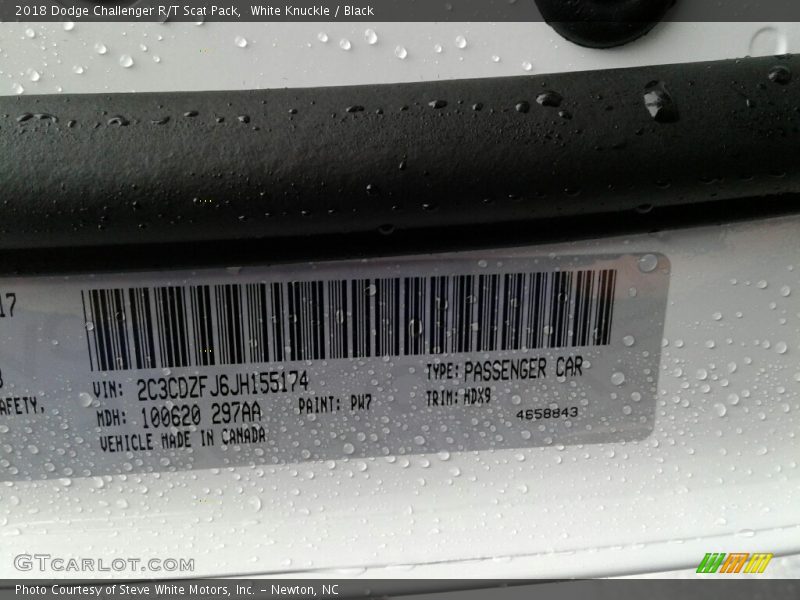 2018 Dodge Challenger R/T Scat Pack, White Knuckle / Black
17
AFETY.
VIN: 2C3CDZFJ6JH155174
TYPE: PASSENGER CAR
MDH: 100620 297AA
PAINT: PW7
TRIM: HDX9
VEHICLE MADE IN CANADA
4658843
GTCARLOT.COM
Photo Courtesy of Steve White Motors, Inc. – Newton, NC